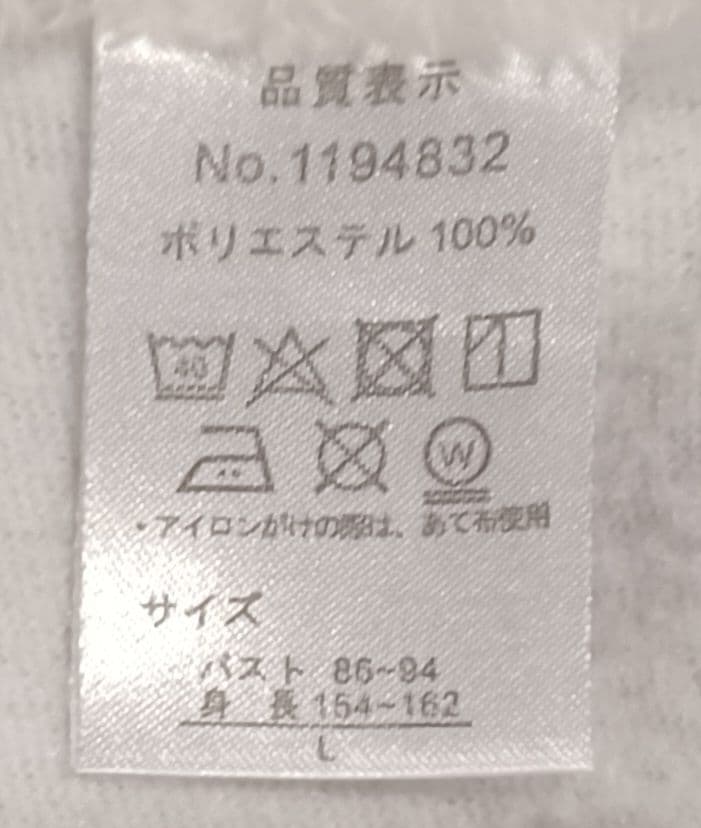 品質表示
No.1194832
ポリエステル 100%
40
W
・アイロンがけの際は、あて布使用
サイズ
バスト 86~94
身 長 154~162
L